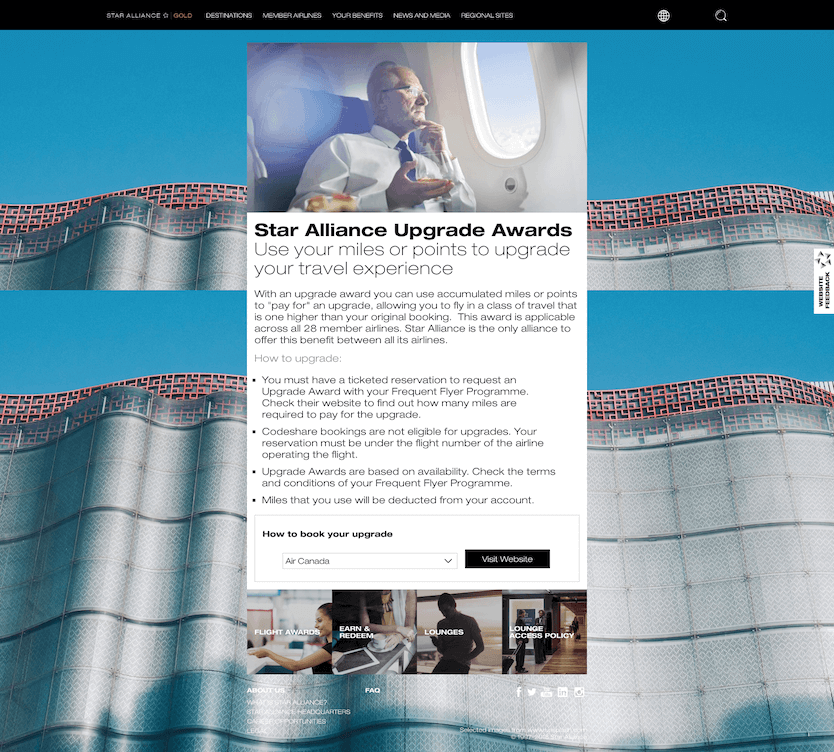 STAR ALLIANCE GOLD
DESTINATIONS MEMBER AIRLINES YOUR BENEFITS NEWS AND MEDIA REGIONAL SITES
WEBSITE
FEEDBACK
Star Alliance Upgrade Awards
Use your miles or points to upgrade
your travel experience
With an upgrade award you can use accumulated miles or points
to "pay for" an upgrade, allowing you to fly in a class of travel that
is one higher than your original booking. This award is applicable
across all 28 member airlines. Star Alliance is the only alliance to
offer this benefit between all its airlines.
How to upgrade:
You must have a ticketed reservation to request an
Upgrade Award with your Frequent Flyer Programme.
Check their website to find out how many miles are
required to pay for the upgrade.
Codeshare bookings are not eligible for upgrades. Your
reservation must be under the flight number of the airline
operating the flight.
Upgrade Awards are based on availability. Check the terms
and conditions of your Frequent Flyer Programme.
Miles that you use will be deducted from your account.
How to book your upgrade
Air Canada
Visit Website
FLIGHT AWARDS
EARN &
REDEEM
LOUNGES
LOUNGE
ACCESS POLICY
ABOUT US
FAQ
STAR ALLIANCE HEADQUARTERS
CAREER OPPORTUNITIES
LEGAL
Selected images from